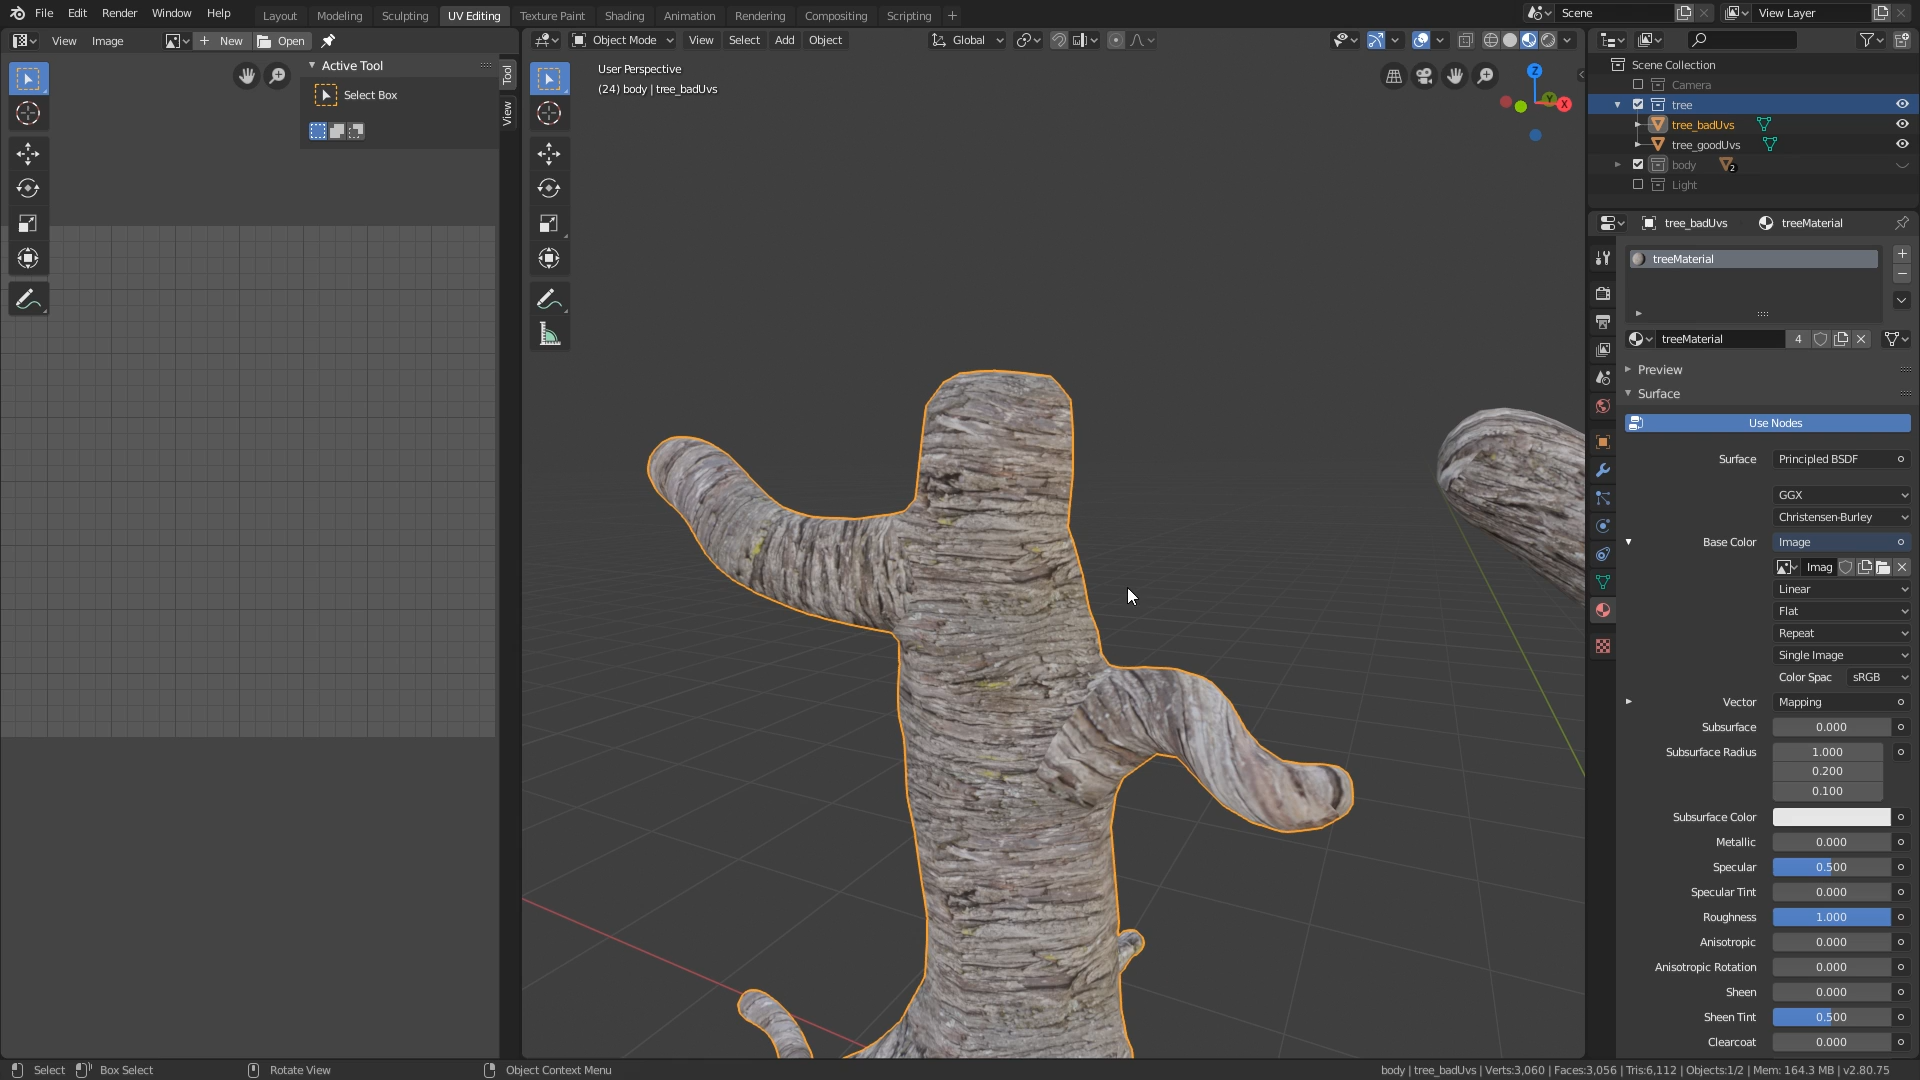 File Edit Render Window Help Layout Modeling Sculpting UV Editing Texture Paint Shading Animation Rendering Compositing Scripting + Scene View Layer
View Image New Open
Object Mode View Select Add Object Global
Active Tool
Select Box
Tool
View
User Perspective
(24) body | tree_badUvs
Z
Y
X
Scene Collection
Camera
tree
tree_badUvs
tree_goodUvs
body 2
Light
tree_badUvs treeMaterial
treeMaterial
treeMaterial 4
Preview
Surface
Use Nodes
Surface Principled BSDF
GGX
Christensen-Burley
Base Color Image
Imag
Linear
Flat
Repeat
Single Image
Color Spac sRGB
Vector Mapping
Subsurface 0.000
Subsurface Radius 1.000
0.200
0.100
Subsurface Color
Metallic 0.000
Specular 0.500
Specular Tint 0.000
Roughness 1.000
Anisotropic 0.000
Anisotropic Rotation 0.000
Sheen 0.000
Sheen Tint 0.500
Clearcoat 0.000
Select Box Select Rotate View Object Context Menu body | tree_badUvs | Verts:3,060 | Faces:3,056 | Tris:6,112 | Objects:1/2 | Mem: 164.3 MB | v2.80.75